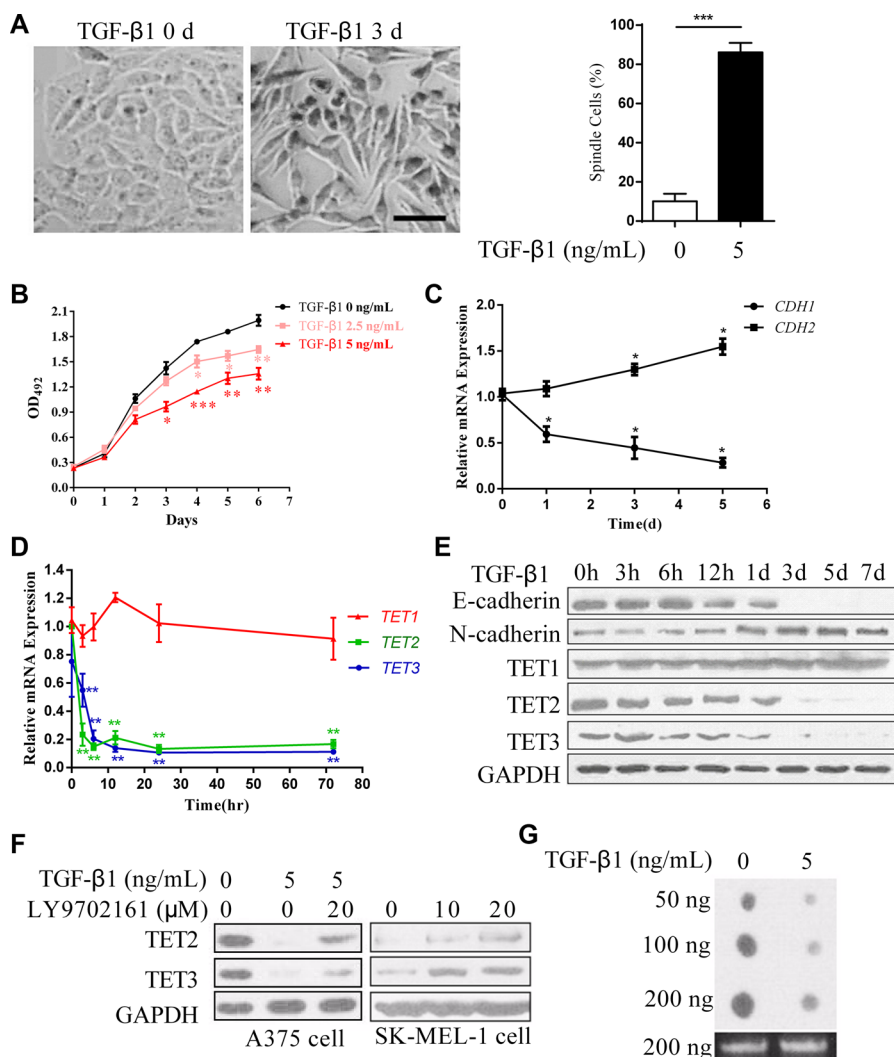 A
TGF-β1 0 d
TGF-β1 3 d
Spindle Cells (%)
100
80
60
40
20
10
0
***
TGF-β1 (ng/mL)
0
5
B
OD492
2.1
1.8
1.5
1.2
0.9
0.6
0.3
0.0
TGF-β1 0 ng/mL
TGF-β1 2.5 ng/mL
TGF-β1 5 ng/mL
* * **
* *** ** **
0 1 2 3 4 5 6 7
Days
C
Relative mRNA Expression
2.0
1.5
1.0
0.5
0.0
CDH1
CDH2
* *
* * *
0 1 2 3 4 5 6
Time(d)
D
Relative mRNA Expression
1.4
1.2
1.0
0.8
0.6
0.4
0.2
0.0
TET1
TET2
TET3
** ** ** ** **
** ** ** ** **
0 10 20 30 40 50 60 70 80
Time(hr)
E
TGF-β1 0h 3h 6h 12h 1d 3d 5d 7d
E-cadherin
N-cadherin
TET1
TET2
TET3
GAPDH
F
TGF-β1 (ng/mL) 0 5 5
LY9702161 (μM) 0 0 20 0 10 20
TET2
TET3
GAPDH
A375 cell
SK-MEL-1 cell
G
TGF-β1 (ng/mL) 0 5
50 ng
100 ng
200 ng
200 ng